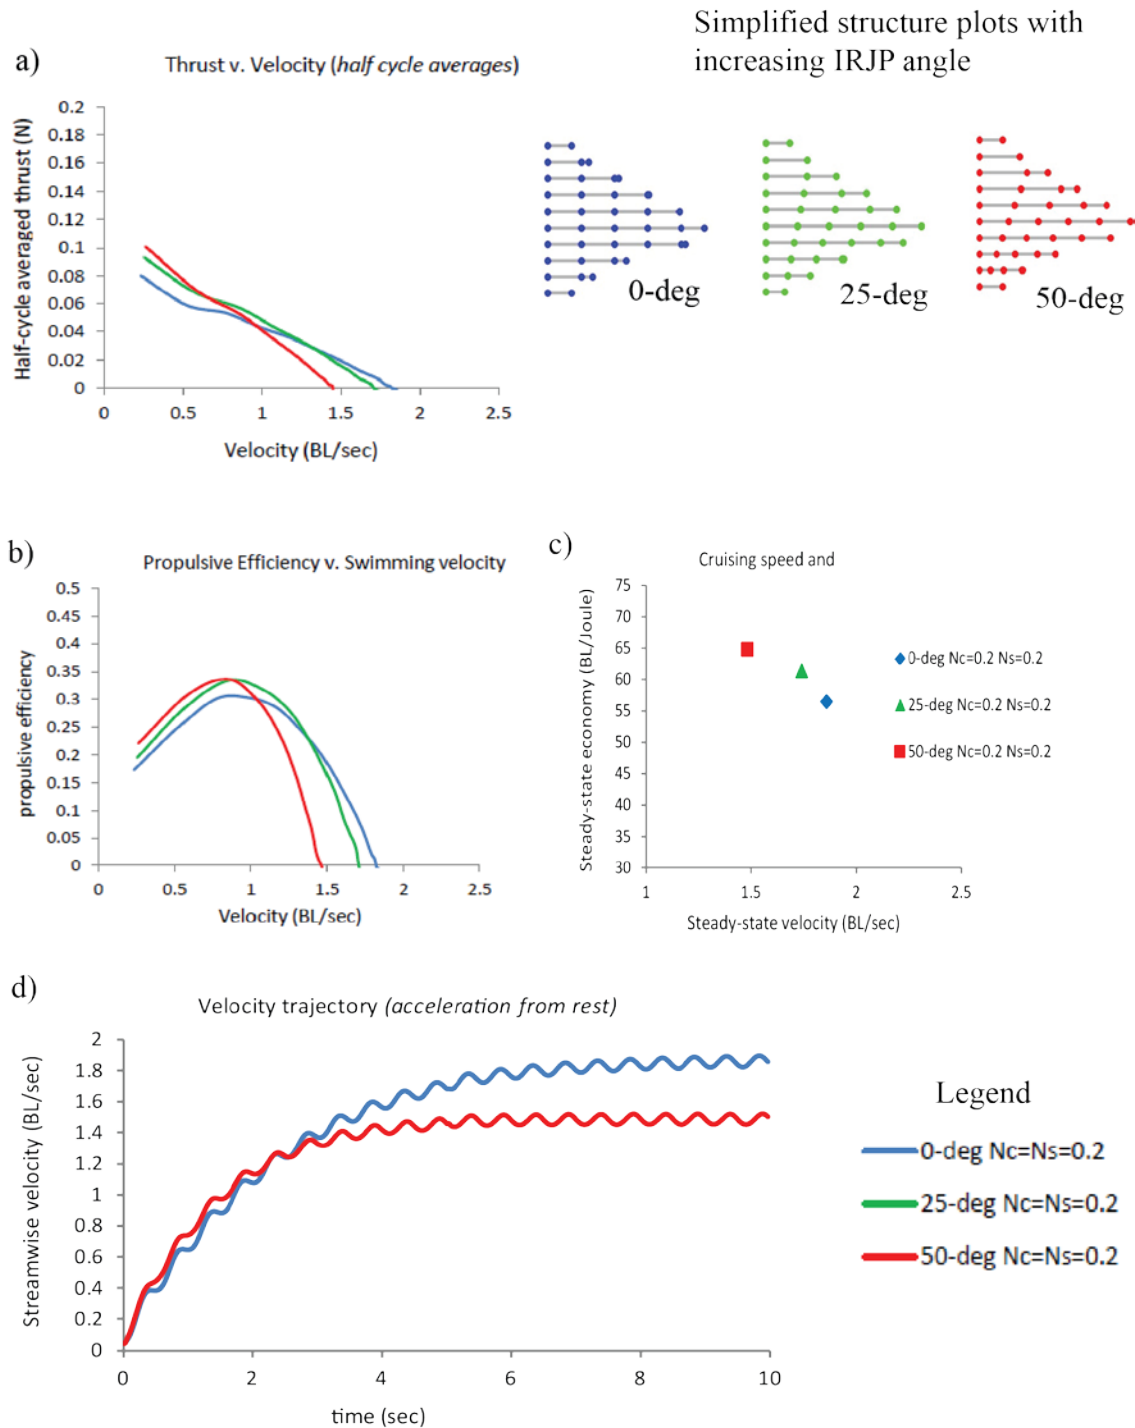 Simplified structure plots with
increasing IRJP angle
a)
Thrust v. Velocity (half cycle averages)
Half-cycle averaged thrust (N)
0.2
0.18
0.16
0.14
0.12
0.1
0.08
0.06
0.04
0.02
0
0 0.5 1 1.5 2 2.5
Velocity (BL/sec)
0-deg
25-deg
50-deg
b)
Propulsive Efficiency v. Swimming velocity
propulsive efficiency
0.5
0.45
0.4
0.35
0.3
0.25
0.2
0.15
0.1
0.05
0
0 0.5 1 1.5 2 2.5
Velocity (BL/sec)
c)
Cruising speed and
Steady-state economy (BL/Joule)
75
70
65
60
55
50
45
40
35
30
1 1.5 2 2.5
Steady-state velocity (BL/sec)
0-deg Nc=0.2 Ns=0.2
25-deg Nc=0.2 Ns=0.2
50-deg Nc=0.2 Ns=0.2
d)
Velocity trajectory (acceleration from rest)
Streamwise velocity (BL/sec)
2
1.8
1.6
1.4
1.2
1
0.8
0.6
0.4
0.2
0
0 2 4 6 8 10
time (sec)
Legend
0-deg Nc=Ns=0.2
25-deg Nc=Ns=0.2
50-deg Nc=Ns=0.2